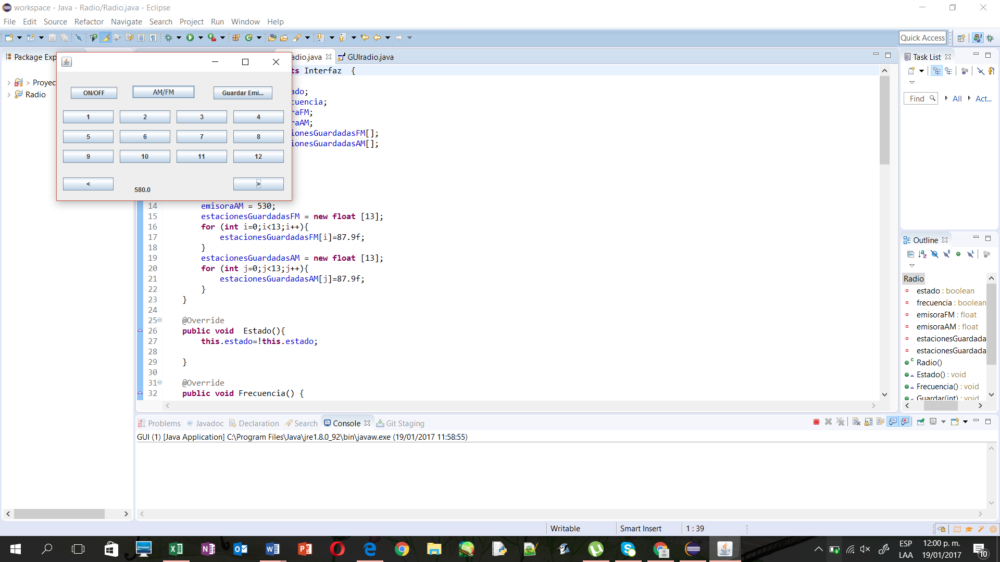 workspace - Java - Radio/Radio.java - Eclipse
File Edit Source Refactor Navigate Search Project Run Window Help
Quick Access
Package Exp
adio.java
GUIradio.java
Task List
> Proyec
Radio
ON/OFF
AM/FM
Guardar Emi...
1 2 3 4
5 6 7 8
9 10 11 12
< 580.0 >
ts Interfaz {
ado;
cuencia;
raFM;
raAM;
ionesGuardadasFM[];
ionesGuardadasAM[];
14 emisoraAM = 530;
15 estacionesGuardadasFM = new float [13];
16 for (int i=0;i<13;i++){
17 estacionesGuardadasFM[i]=87.9f;
18 }
19 estacionesGuardadasAM = new float [13];
20 for (int j=0;j<13;j++){
21 estacionesGuardadasAM[j]=87.9f;
22 }
23 }
24
25 @Override
26 public void Estado(){
27 this.estado=!this.estado;
28
29 }
30
31 @Override
32 public void Frecuencia() {
Find All Act...
Outline
Radio
estado : boolean
frecuencia : boolean
emisoraFM : float
emisoraAM : float
estacionesGuardada
estacionesGuardada
Radio()
Estado() : void
Frecuencia() : void
Guardar(int) : void
Problems @ Javadoc Declaration Search Console Git Staging
GUI (1) [Java Application] C:\Program Files\Java\jre1.8.0_92\bin\javaw.exe (19/01/2017 11:58:55)
Writable Smart Insert 1 : 39
ESP
LAA
12:00 p. m.
19/01/2017
10